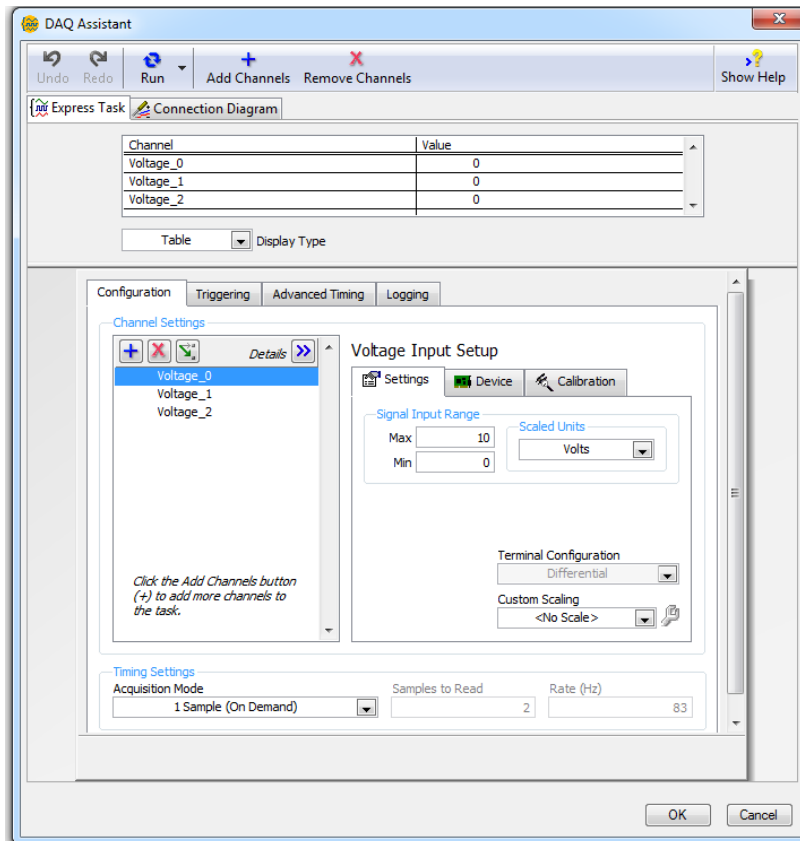 DAQ Assistant
Undo Redo Run Add Channels Remove Channels Show Help
Express Task Connection Diagram
Channel Value
Voltage_0 0
Voltage_1 0
Voltage_2 0
Table Display Type
Configuration Triggering Advanced Timing Logging
Channel Settings
Details
Voltage_0
Voltage_1
Voltage_2
Click the Add Channels button
(+) to add more channels to
the task.
Voltage Input Setup
Settings Device Calibration
Signal Input Range
Max 10
Min 0
Scaled Units
Volts
Terminal Configuration
Differential
Custom Scaling
<No Scale>
Timing Settings
Acquisition Mode Samples to Read Rate (Hz)
1 Sample (On Demand) 2 83
OK Cancel